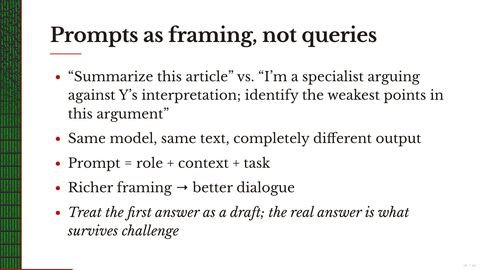 Prompts as framing, not queries
• “Summarize this article” vs. “I’m a specialist arguing
against Y’s interpretation; identify the weakest points in
this argument”
• Same model, same text, completely different output
• Prompt = role + context + task
• Richer framing → better dialogue
• Treat the first answer as a draft; the real answer is what
survives challenge